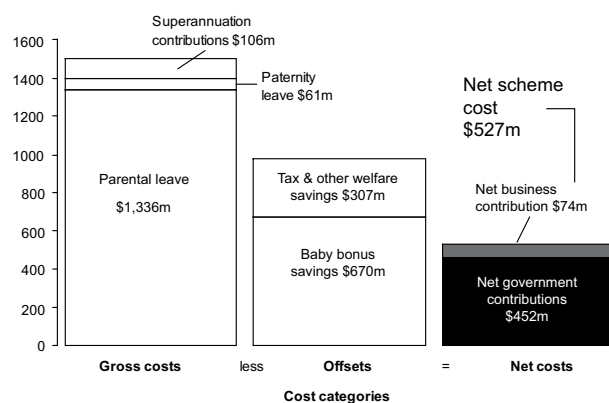 Superannuation
contributions $106m
1600
1400
1200
1000
800
600
400
200
0
Paternity
leave $61m
Parental leave
$1,336m
Tax & other welfare
savings $307m
Baby bonus
savings $670m
Net scheme
cost
$527m
Net business
contribution $74m
Net government
contributions
$452m
Gross costs less Offsets = Net costs
Cost categories